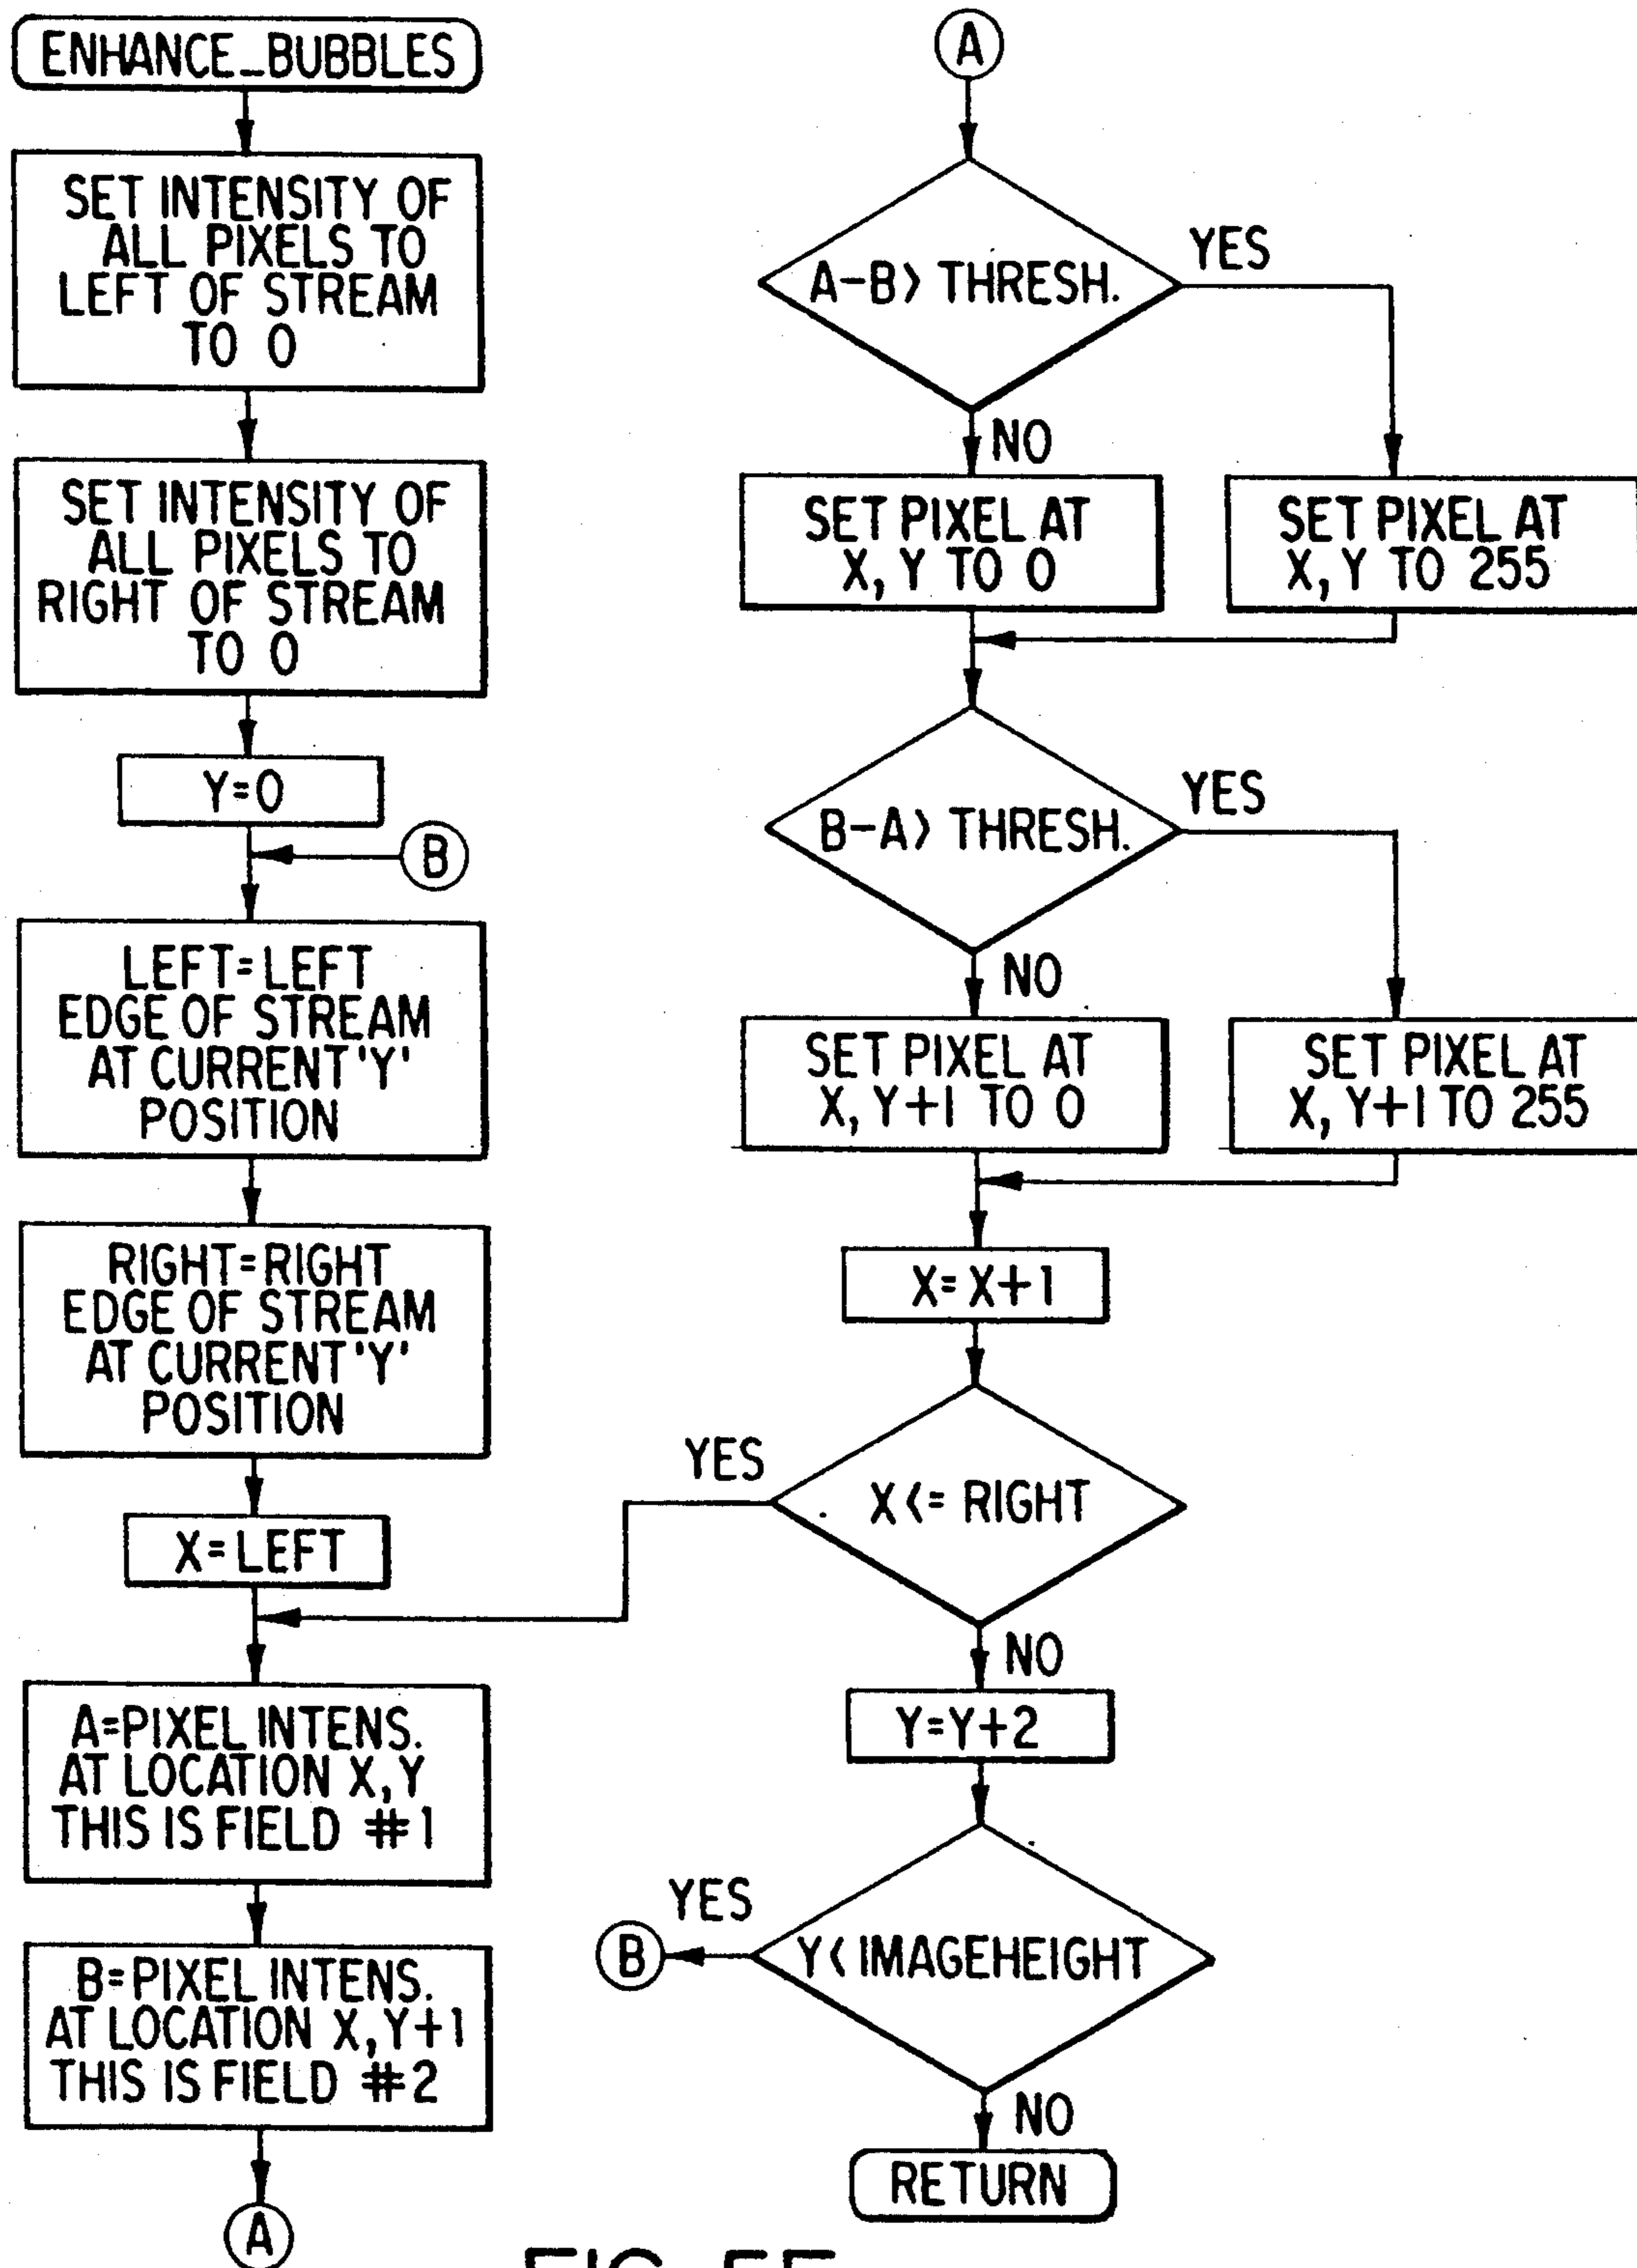 ENHANCE_BUBBLES
SET INTENSITY OF
ALL PIXELS TO
LEFT OF STREAM
TO 0
SET INTENSITY OF
ALL PIXELS TO
RIGHT OF STREAM
TO 0
Y=0
B
LEFT=LEFT
EDGE OF STREAM
AT CURRENT 'Y'
POSITION
RIGHT=RIGHT
EDGE OF STREAM
AT CURRENT 'Y'
POSITION
X=LEFT
A=PIXEL INTENS.
AT LOCATION X,Y
THIS IS FIELD #1
B=PIXEL INTENS.
AT LOCATION X,Y+1
THIS IS FIELD #2
A
A
A-B> THRESH.
YES
NO
SET PIXEL AT
X, Y TO 0
SET PIXEL AT
X, Y TO 255
B-A> THRESH.
YES
NO
SET PIXEL AT
X, Y+1 TO 0
SET PIXEL AT
X, Y+1 TO 255
X=X+1
X<= RIGHT
YES
NO
Y=Y+2
Y< IMAGEHEIGHT
YES
B
NO
RETURN